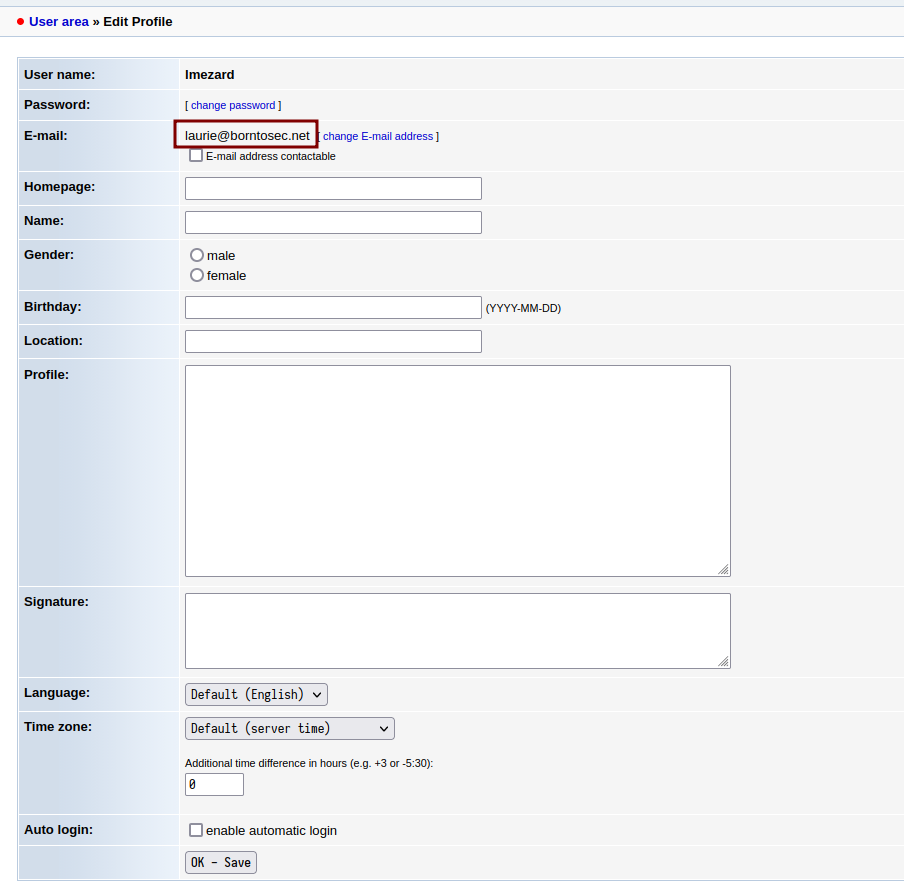 User area » Edit Profile
User name: lmezard
Password: [ change password ]
E-mail: laurie@borntosec.net [ change E-mail address ]
E-mail address contactable
Homepage:
Name:
Gender: male
female
Birthday: (YYYY-MM-DD)
Location:
Profile:
Signature:
Language: Default (English)
Time zone: Default (server time)
Additional time difference in hours (e.g. +3 or -5:30):
0
Auto login: enable automatic login
OK - Save